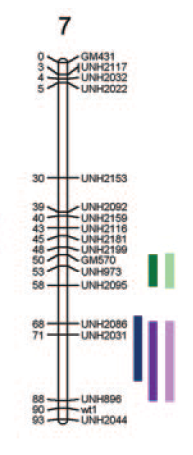 7
0 GM431
3 UNH2117
4 UNH2032
5 UNH2022
30 UNH2153
39 UNH2092
40 UNH2159
43 UNH2116
45 UNH2181
48 UNH2199
50 GM570
53 UNH973
58 UNH2095
68 UNH2086
71 UNH2031
88 UNH896
90 wt1
93 UNH2044